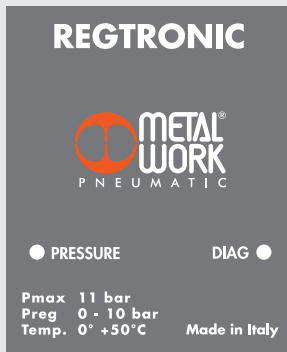 REGTRONIC
METAL®
WORK
PNEUMATIC
PRESSURE DIAG
Pmax 11 bar
Preg 0 - 10 bar
Temp. 0° +50°C Made in Italy